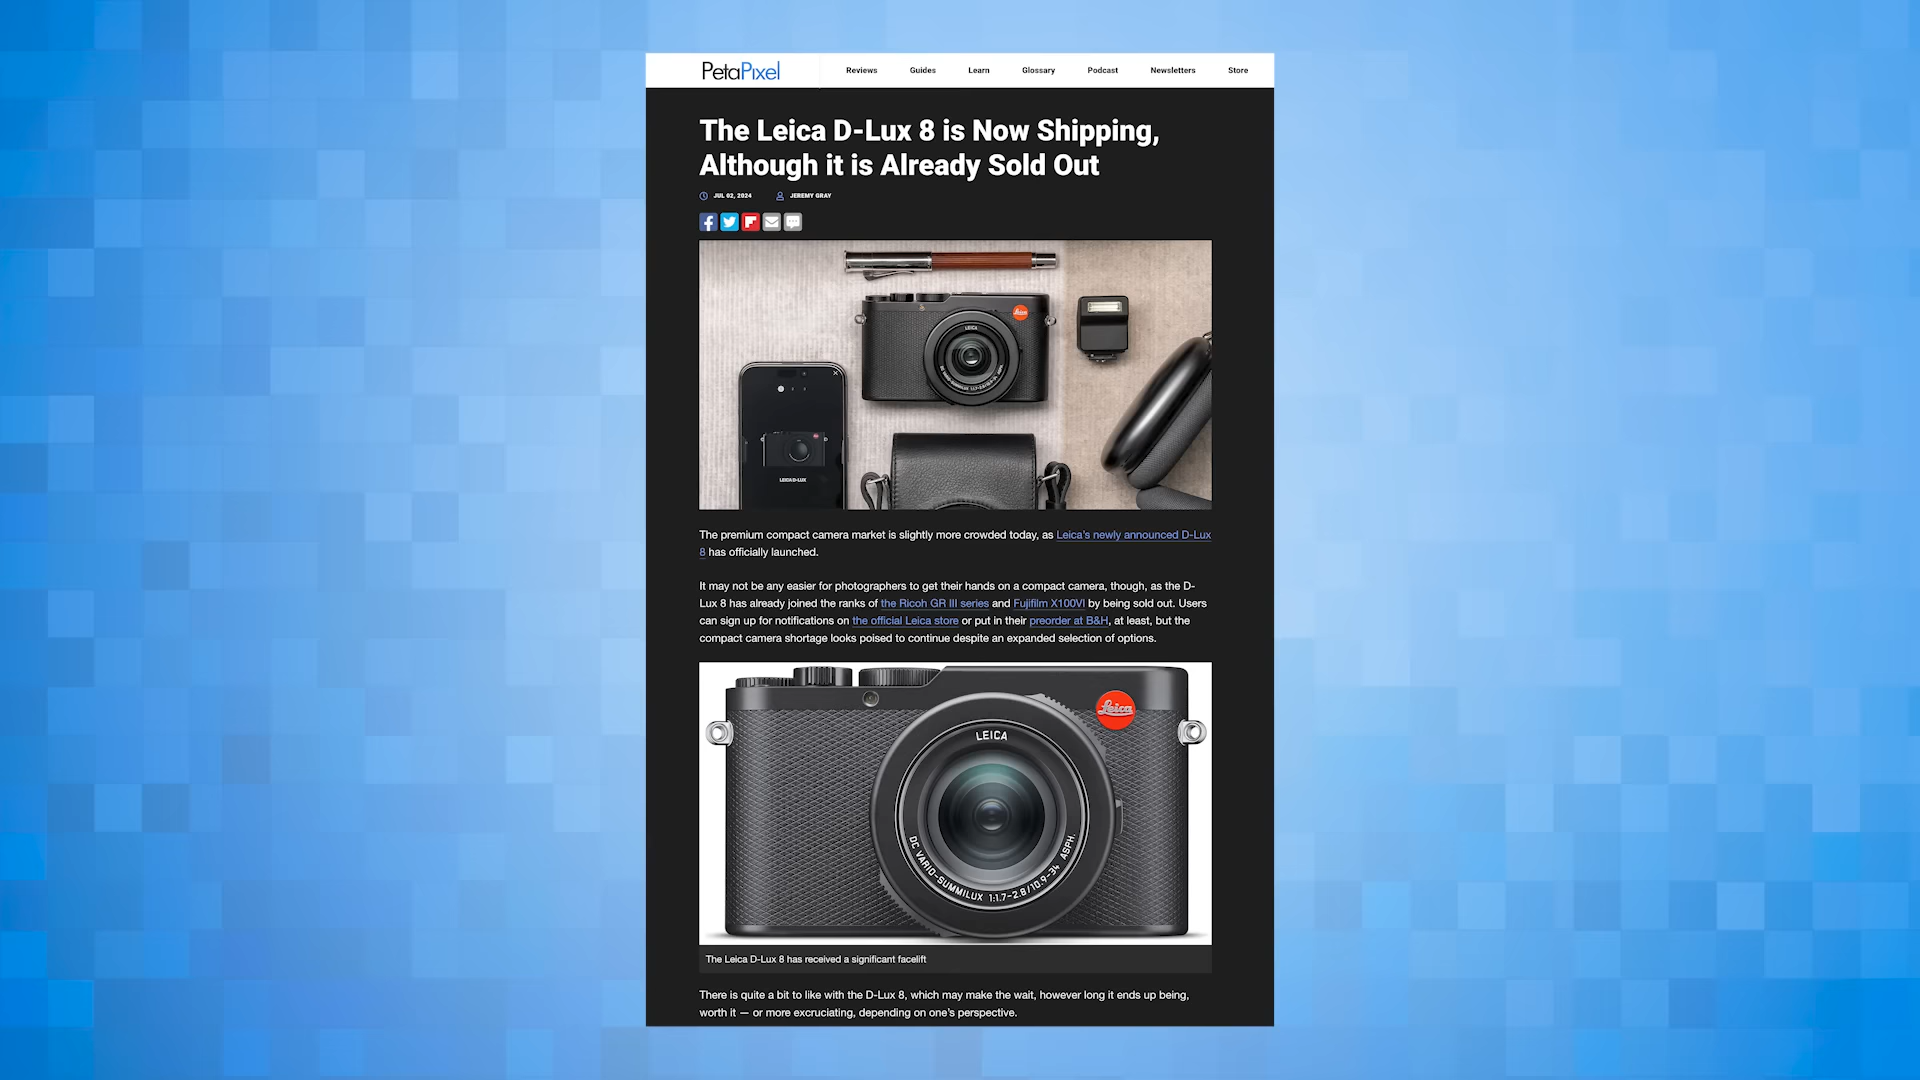 PetaPixel
Reviews
Guides
Learn
Glossary
Podcast
Newsletters
Store
The Leica D-Lux 8 is Now Shipping,
Although it is Already Sold Out
JUL 02, 2024
JEREMY GRAY
Leica
LEICA
LEICA D-LUX
The premium compact camera market is slightly more crowded today, as Leica's newly announced D-Lux
8 has officially launched.
It may not be any easier for photographers to get their hands on a compact camera, though, as the D-
Lux 8 has already joined the ranks of the Ricoh GR III series and Fujifilm X100VI by being sold out. Users
can sign up for notifications on the official Leica store or put in their preorder at B&H, at least, but the
compact camera shortage looks poised to continue despite an expanded selection of options.
Leica
LEICA
DC VARIO-SUMMILUX 1:1.7-2.8/10.9-34 ASPH.
The Leica D-Lux 8 has received a significant facelift
There is quite a bit to like with the D-Lux 8, which may make the wait, however long it ends up being,
worth it — or more excruciating, depending on one's perspective.